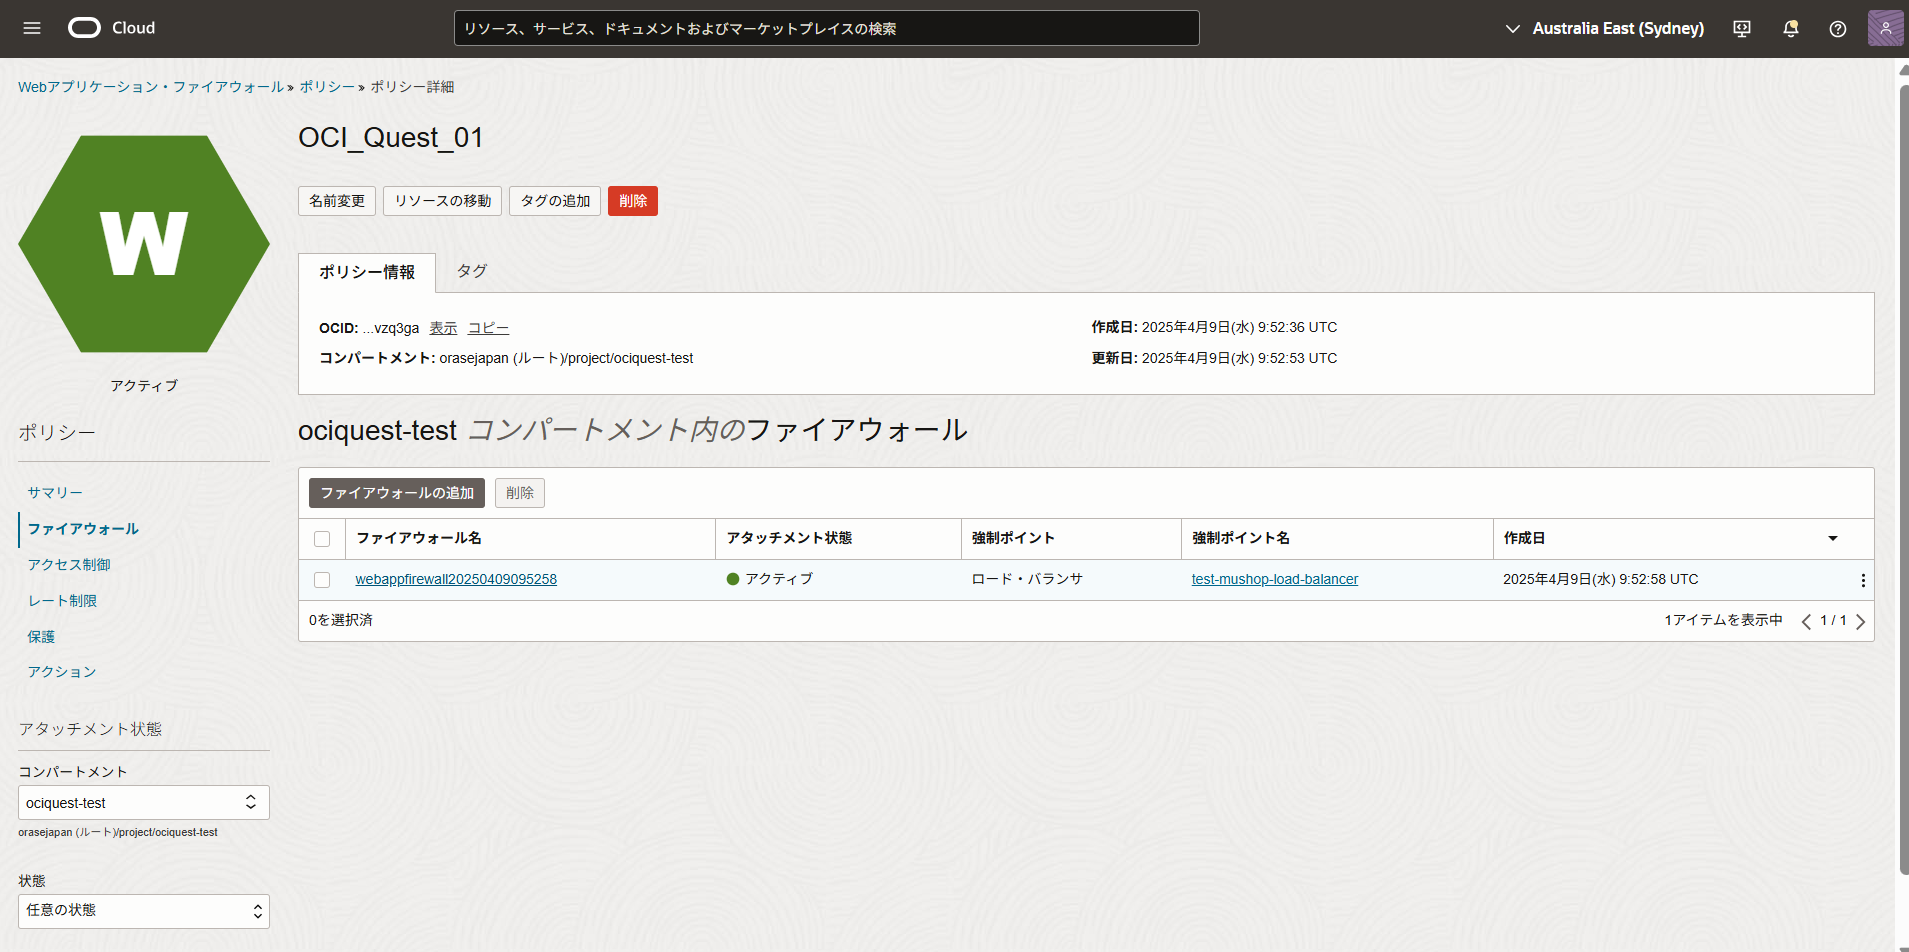 Cloud
リソース、サービス、ドキュメントおよびマーケットプレイスの検索
Australia East (Sydney)
Webアプリケーション・ファイアウォール » ポリシー » ポリシー詳細
W
アクティブ
OCI_Quest_01
名前変更 リソースの移動 タグの追加 削除
ポリシー情報 タグ
OCID: ...vzq3ga 表示 コピー
作成日: 2025年4月9日(水) 9:52:36 UTC
コンパートメント: orasejapan (ルート)/project/ociquest-test
更新日: 2025年4月9日(水) 9:52:53 UTC
ポリシー
サマリー
ファイアウォール
アクセス制御
レート制限
保護
アクション
アタッチメント状態
コンパートメント
ociquest-test
orasejapan (ルート)/project/ociquest-test
状態
任意の状態
ociquest-test コンパートメント内のファイアウォール
ファイアウォールの追加 削除
ファイアウォール名 アタッチメント状態 強制ポイント 強制ポイント名 作成日
webappfirewall20250409095258 アクティブ ロード・バランサ test-mushop-load-balancer 2025年4月9日(水) 9:52:58 UTC
0を選択済 1アイテムを表示中 1 / 1